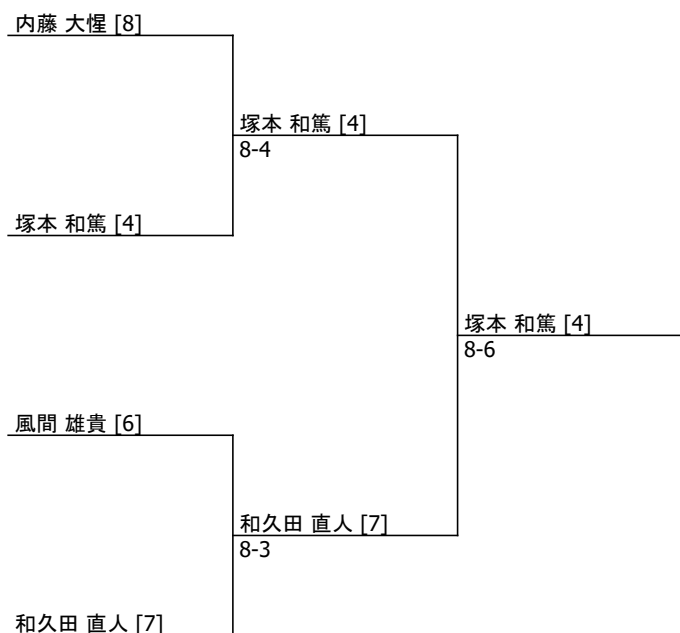 内藤 大惺 [8]
塚本 和篤 [4]
8-4
塚本 和篤 [4]
塚本 和篤 [4]
8-6
風間 雄貴 [6]
和久田 直人 [7]
8-3
和久田 直人 [7]